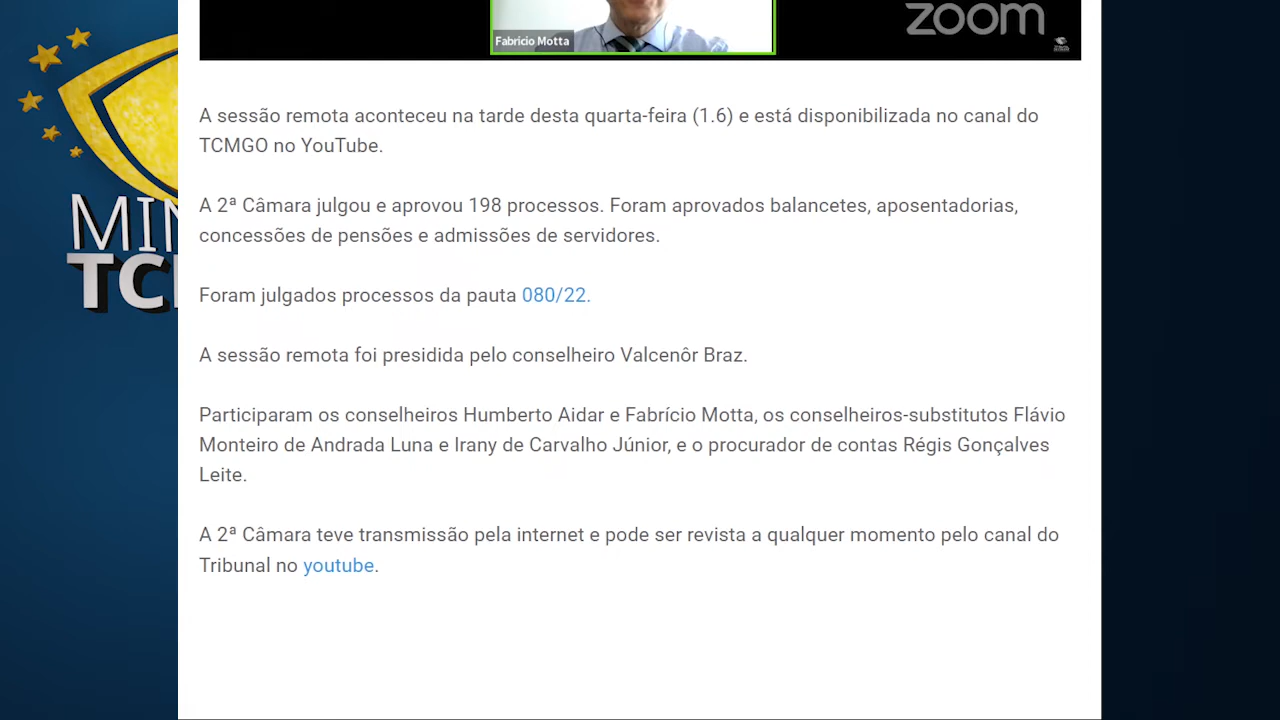 zoom
Fabricio Motta
A sessão remota aconteceu na tarde desta quarta-feira (1.6) e está disponibilizada no canal do
TCMGO no YouTube.
A 2ª Câmara julgou e aprovou 198 processos. Foram aprovados balancetes, aposentadorias,
concessões de pensões e admissões de servidores.
Foram julgados processos da pauta 080/22.
A sessão remota foi presidida pelo conselheiro Valcenôr Braz.
Participaram os conselheiros Humberto Aidar e Fabrício Motta, os conselheiros-substitutos Flávio
Monteiro de Andrada Luna e Irany de Carvalho Júnior, e o procurador de contas Régis Gonçalves
Leite.
A 2ª Câmara teve transmissão pela internet e pode ser revista a qualquer momento pelo canal do
Tribunal no youtube.
MIN
TC